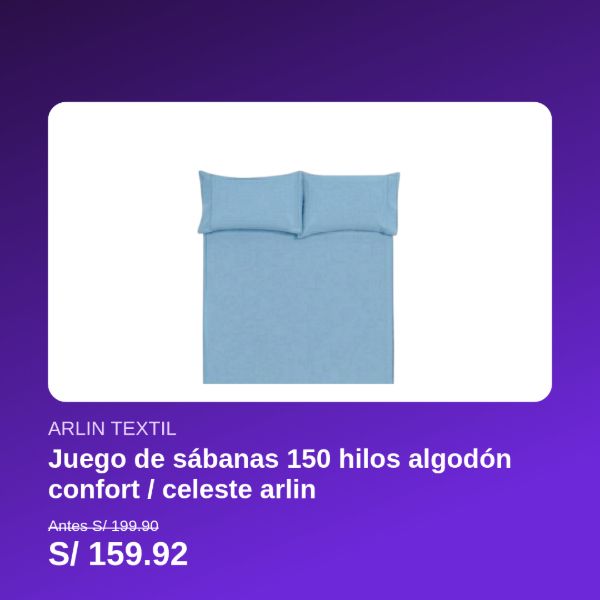 ARLIN TEXTIL
Juego de sábanas 150 hilos algodón
confort / celeste arlin
Antes S/ 199.90
S/ 159.92